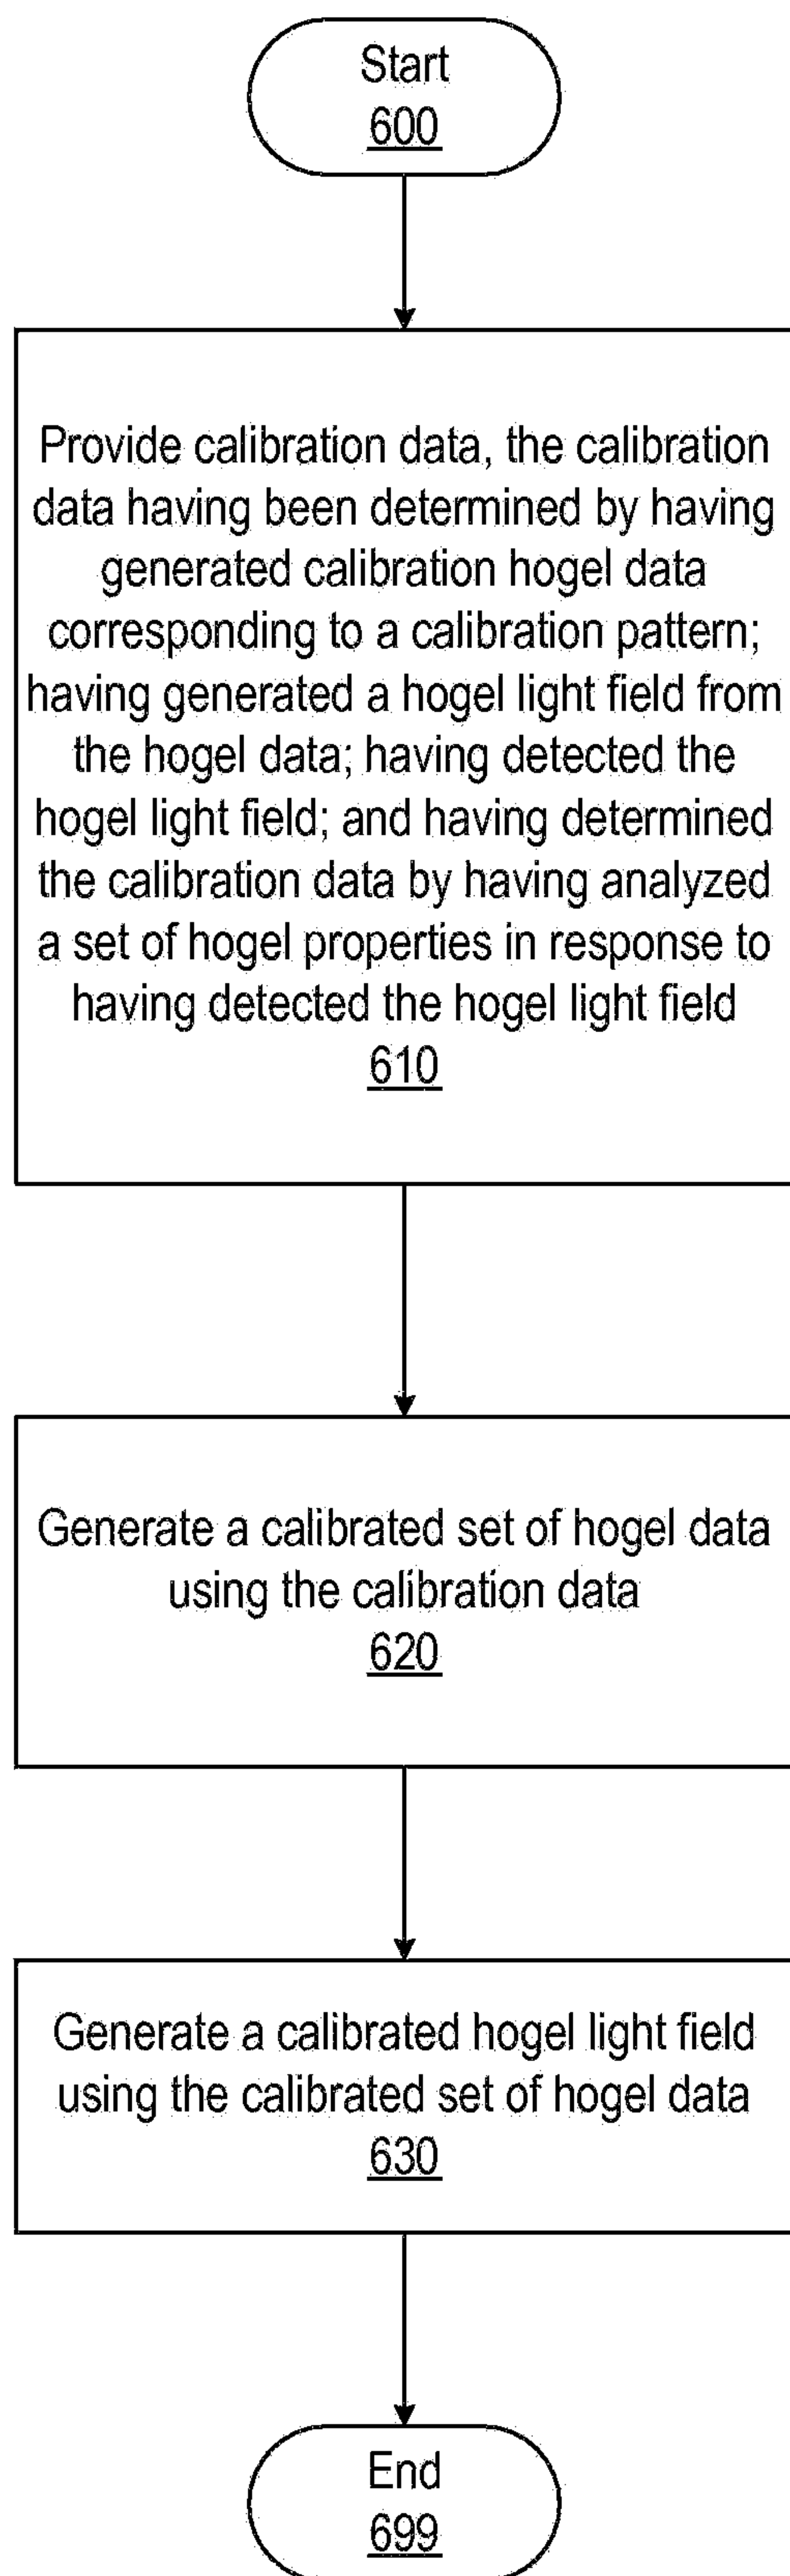 Start
600
Provide calibration data, the calibration
data having been determined by having
generated calibration hogel data
corresponding to a calibration pattern;
having generated a hogel light field from
the hogel data; having detected the
hogel light field; and having determined
the calibration data by having analyzed
a set of hogel properties in response to
having detected the hogel light field
610
Generate a calibrated set of hogel data
using the calibration data
620
Generate a calibrated hogel light field
using the calibrated set of hogel data
630
End
699